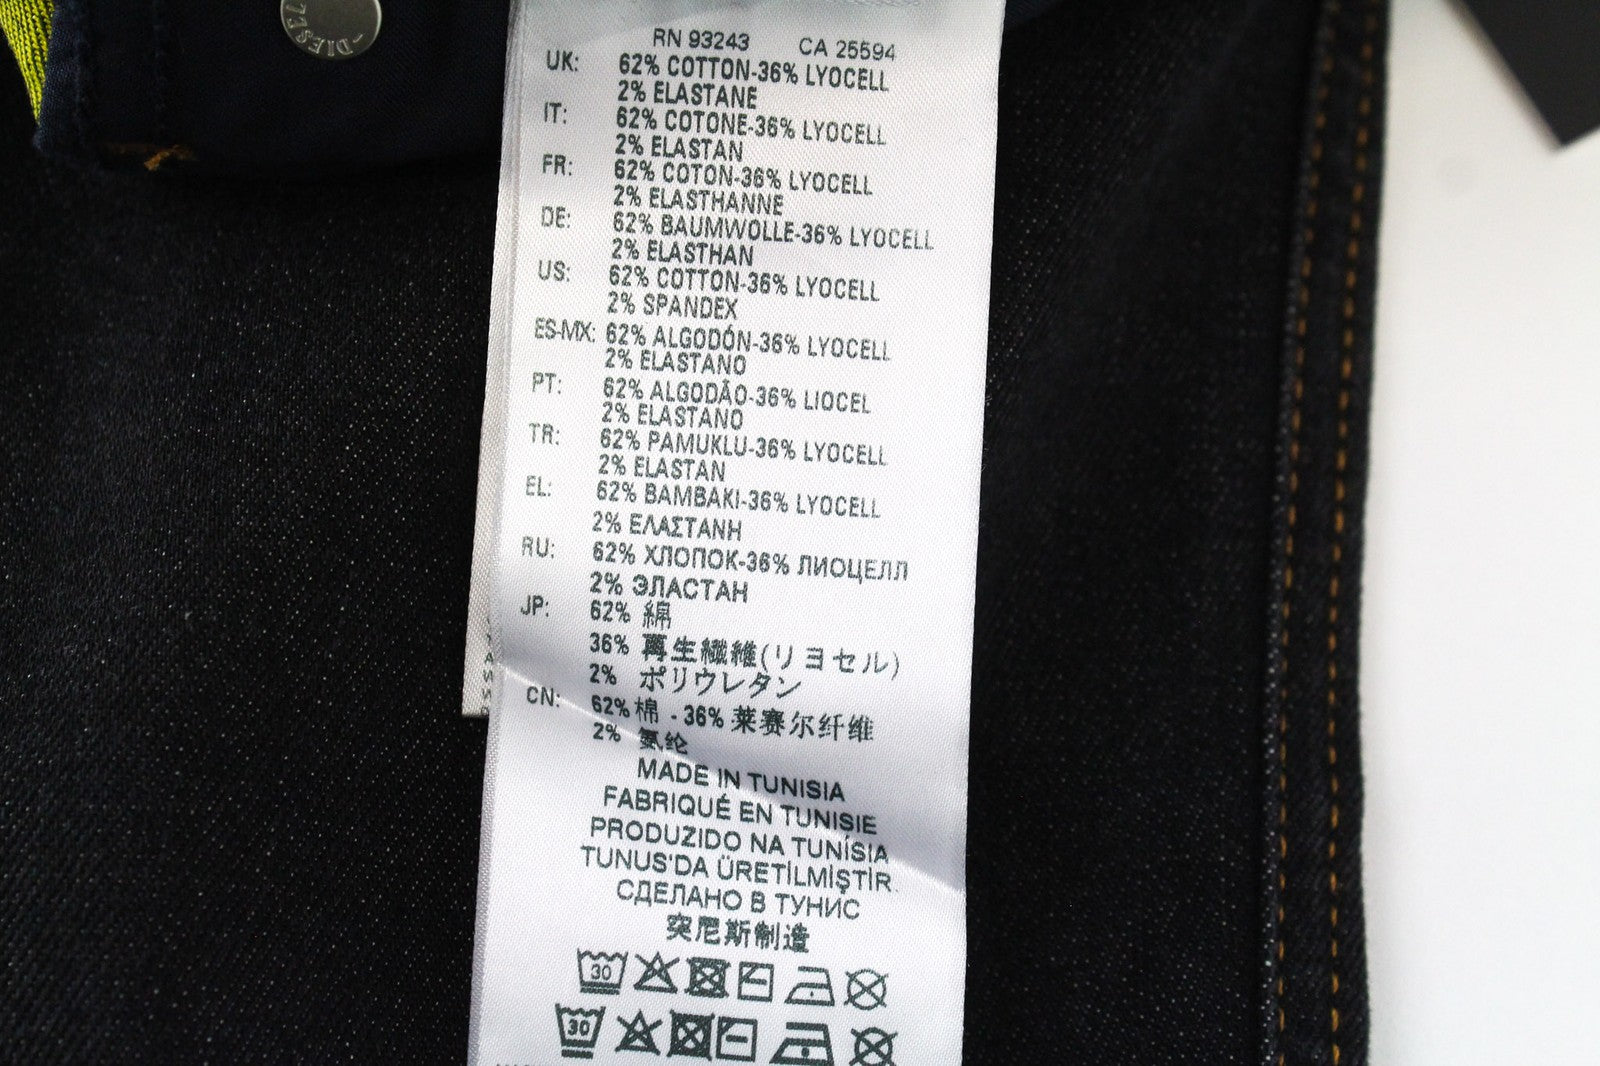 -DIESEL-
73
RN 93243 CA 25594
UK: 62% COTTON-36% LYOCELL
2% ELASTANE
IT: 62% COTONE-36% LYOCELL
2% ELASTAN
FR: 62% COTON-36% LYOCELL
2% ELASTHANNE
DE: 62% BAUMWOLLE-36% LYOCELL
2% ELASTHAN
US: 62% COTTON-36% LYOCELL
2% SPANDEX
ES-MX: 62% ALGODÓN-36% LYOCELL
2% ELASTANO
PT: 62% ALGODÃO-36% LIOCEL
2% ELASTANO
TR: 62% PAMUKLU-36% LYOCELL
2% ELASTAN
EL: 62% BAMBAKI-36% LYOCELL
2% ΕΛΑΣΤΑΝΗ
RU: 62% ХЛОПОК-36% ЛИОЦЕЛЛ
2% ЭЛАСТАН
JP: 62% 綿
36% 再生繊維(リヨセル)
2% ポリウレタン
CN: 62% 棉 - 36% 莱赛尔纤维
2% 氨纶
MADE IN TUNISIA
FABRIQUÉ EN TUNISIE
PRODUZIDO NA TUNÍSIA
TUNUS'DA ÜRETİLMİŞTİR.
СДЕЛАНО В ТУНИС
突尼斯制造
30
30